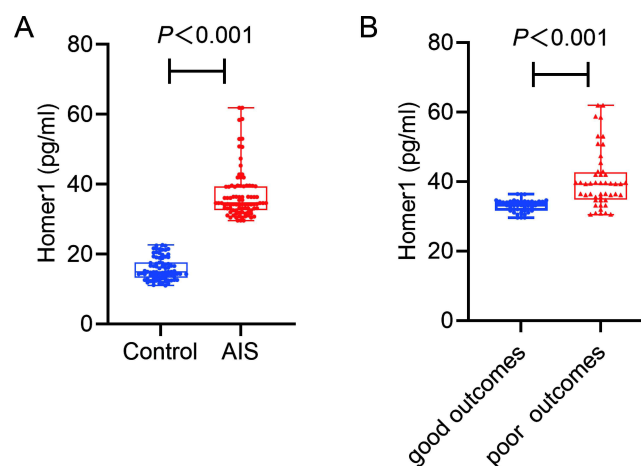 A
P＜0.001
Homer1 (pg/ml)
80
60
40
20
0
Control
AIS
B
P＜0.001
Homer1 (pg/ml)
80
60
40
20
0
good outcomes
poor outcomes